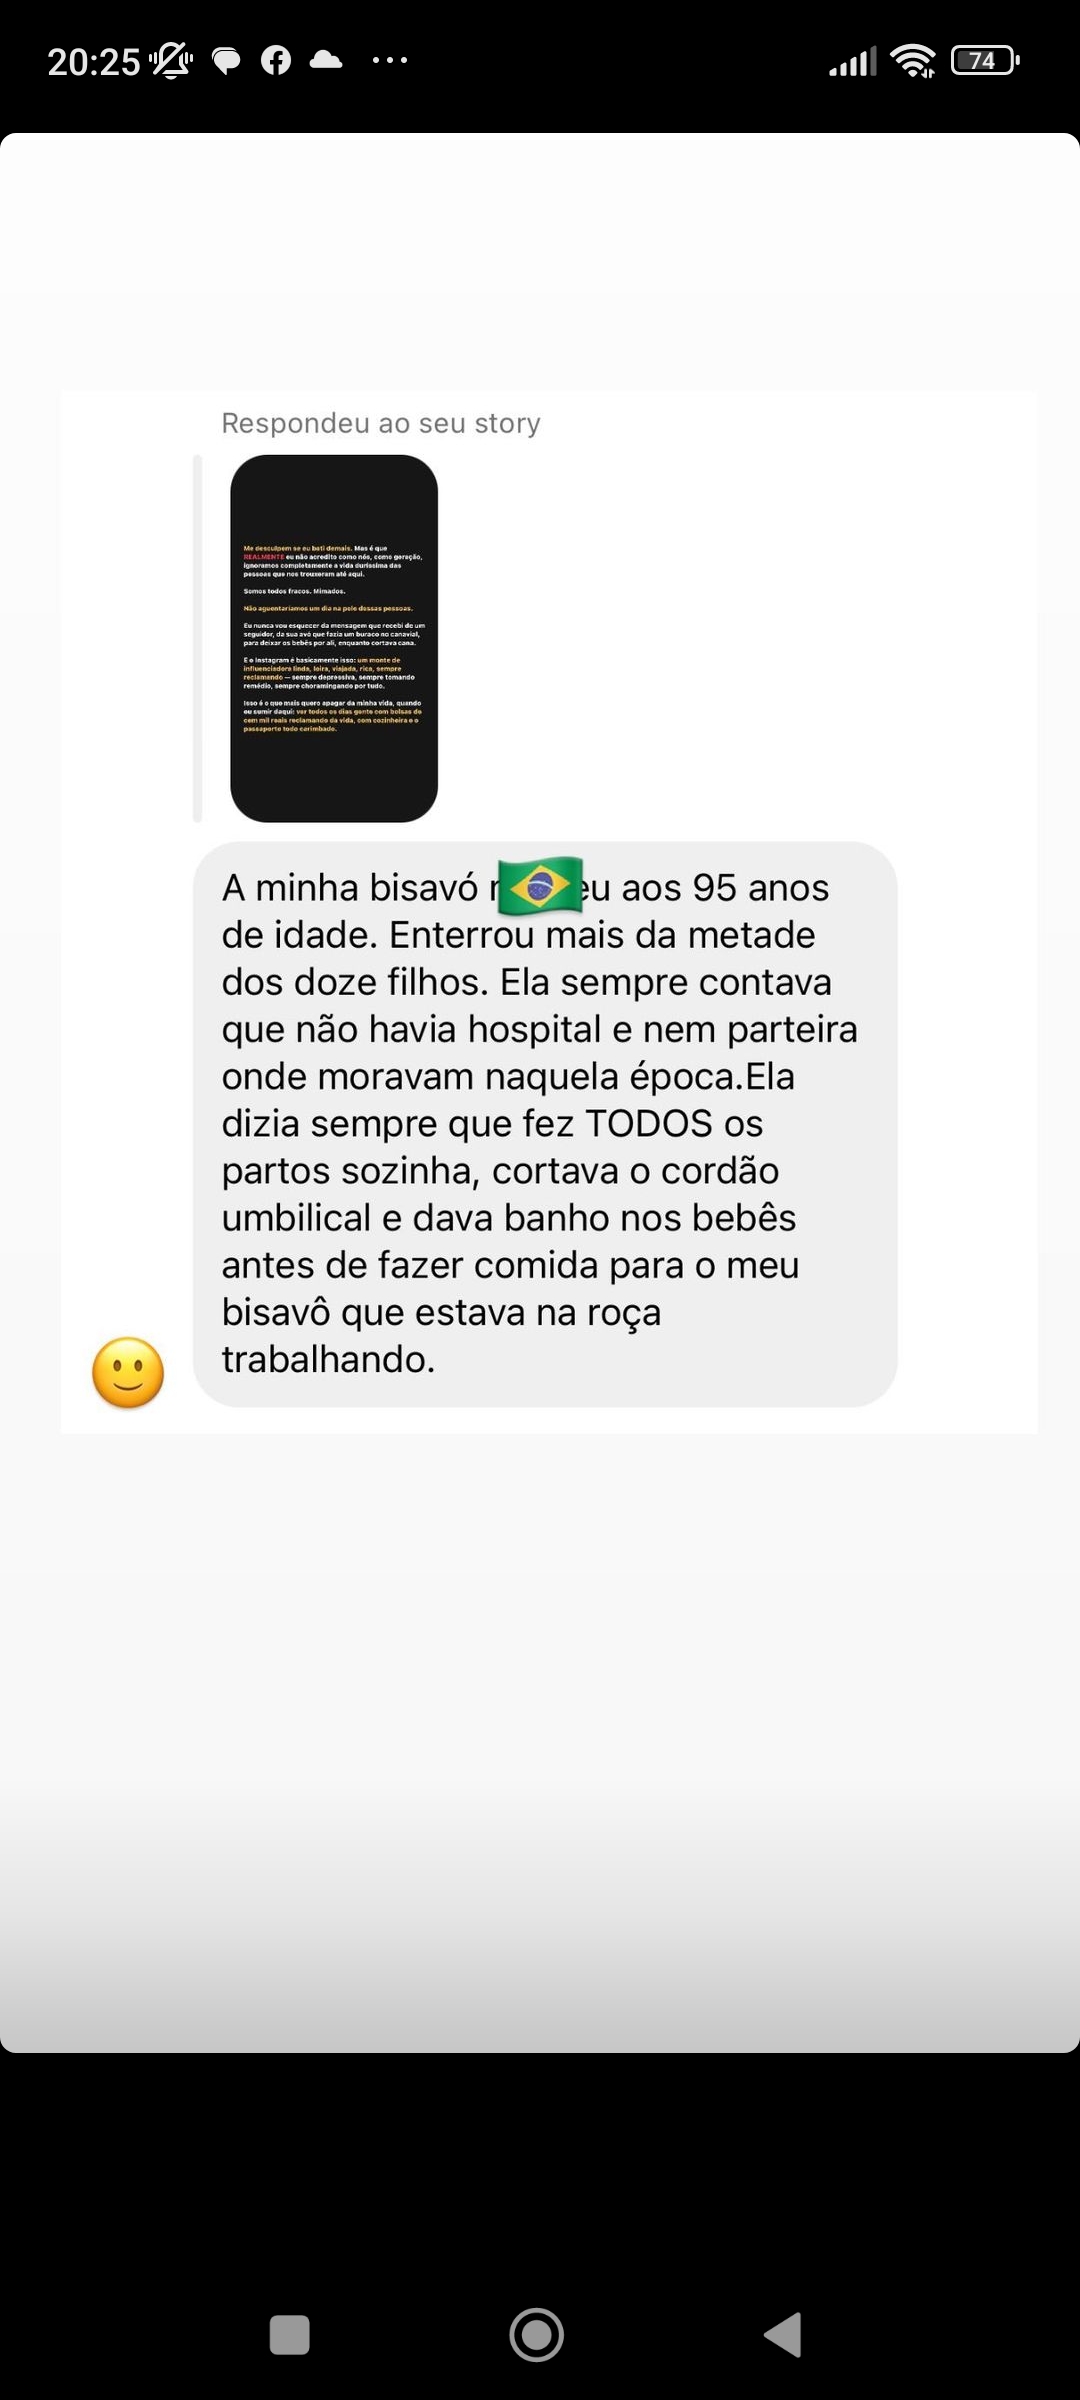 20:25
74
Respondeu ao seu story
Me desculpem se eu bati demais. Mas é que
REALMENTE eu não acredito como nós, como geração,
ignoramos completamente a vida duríssima das
pessoas que nos trouxeram até aqui.
Somos todos fracos. Mimados.
Não aguentaríamos um dia na pele dessas pessoas.
Eu nunca vou esquecer da mensagem que recebi de um
seguidor, da sua avó que fazia um buraco no canavial,
para deixar os bebês por ali, enquanto cortava cana.
E o Instagram é basicamente isso: um monte de
influenciadora linda, loira, viajada, rica, sempre
reclamando — sempre depressiva, sempre tomando
remédio, sempre choramingando por tudo.
Isso é o que mais quero apagar da minha vida, quando
eu sumir daqui: ver todos os dias gente com bolsas de
cem mil reais reclamando da vida, com cozinheira e o
passaporte todo carimbado.
A minha bisavó eu aos 95 anos
de idade. Enterrou mais da metade
dos doze filhos. Ela sempre contava
que não havia hospital e nem parteira
onde moravam naquela época.Ela
dizia sempre que fez TODOS os
partos sozinha, cortava o cordão
umbilical e dava banho nos bebês
antes de fazer comida para o meu
bisavô que estava na roça
trabalhando.